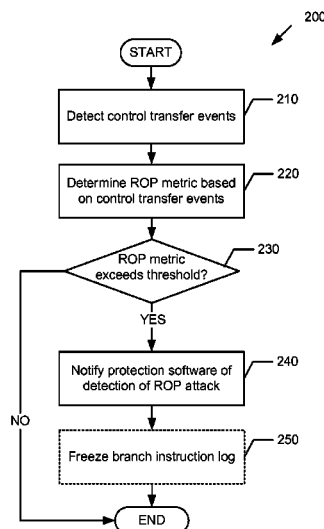 200
START
210
Detect control transfer events
220
Determine ROP metric based
on control transfer events
230
ROP metric
exceeds threshold?
YES
240
Notify protection software of
detection of ROP attack
NO
250
Freeze branch instruction log
END